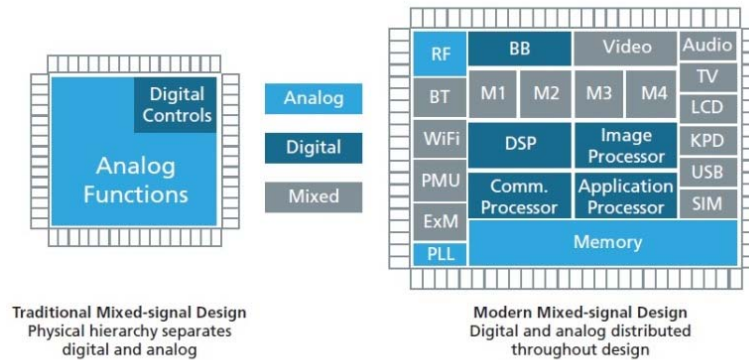 Digital
Controls
Analog
Functions
Analog
Digital
Mixed
RF
BB
Video
Audio
BT
M1
M2
M3
M4
TV
LCD
WiFi
DSP
Image
Processor
KPD
PMU
Comm.
Processor
Application
Processor
USB
ExM
SIM
PLL
Memory
Traditional Mixed-signal Design
Physical hierarchy separates
digital and analog
Modern Mixed-signal Design
Digital and analog distributed
throughout design